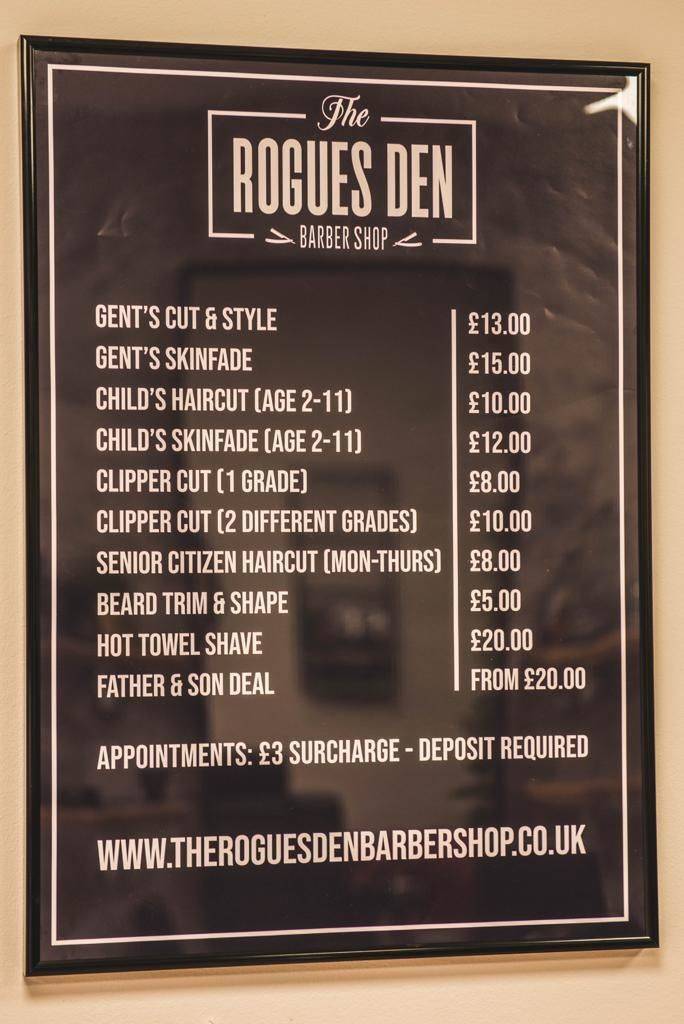 The
ROGUES DEN
BARBER SHOP
GENT'S CUT & STYLE £13.00
GENT'S SKINFADE £15.00
CHILD'S HAIRCUT (AGE 2-11) £10.00
CHILD'S SKINFADE (AGE 2-11) £12.00
CLIPPER CUT (1 GRADE) £8.00
CLIPPER CUT (2 DIFFERENT GRADES) £10.00
SENIOR CITIZEN HAIRCUT (MON-THURS) £8.00
BEARD TRIM & SHAPE £5.00
HOT TOWEL SHAVE £20.00
FATHER & SON DEAL FROM £20.00
APPOINTMENTS: £3 SURCHARGE - DEPOSIT REQUIRED
WWW.THEROGUESDENBARBERSHOP.CO.UK